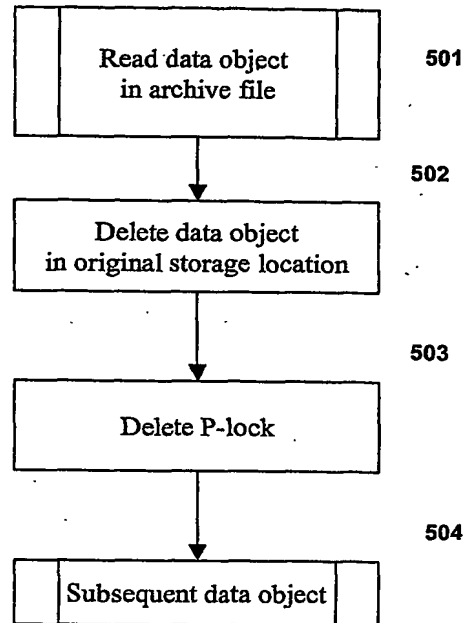 Read data object
in archive file
501
502
Delete data object
in original storage location
503
Delete P-lock
504
Subsequent data object